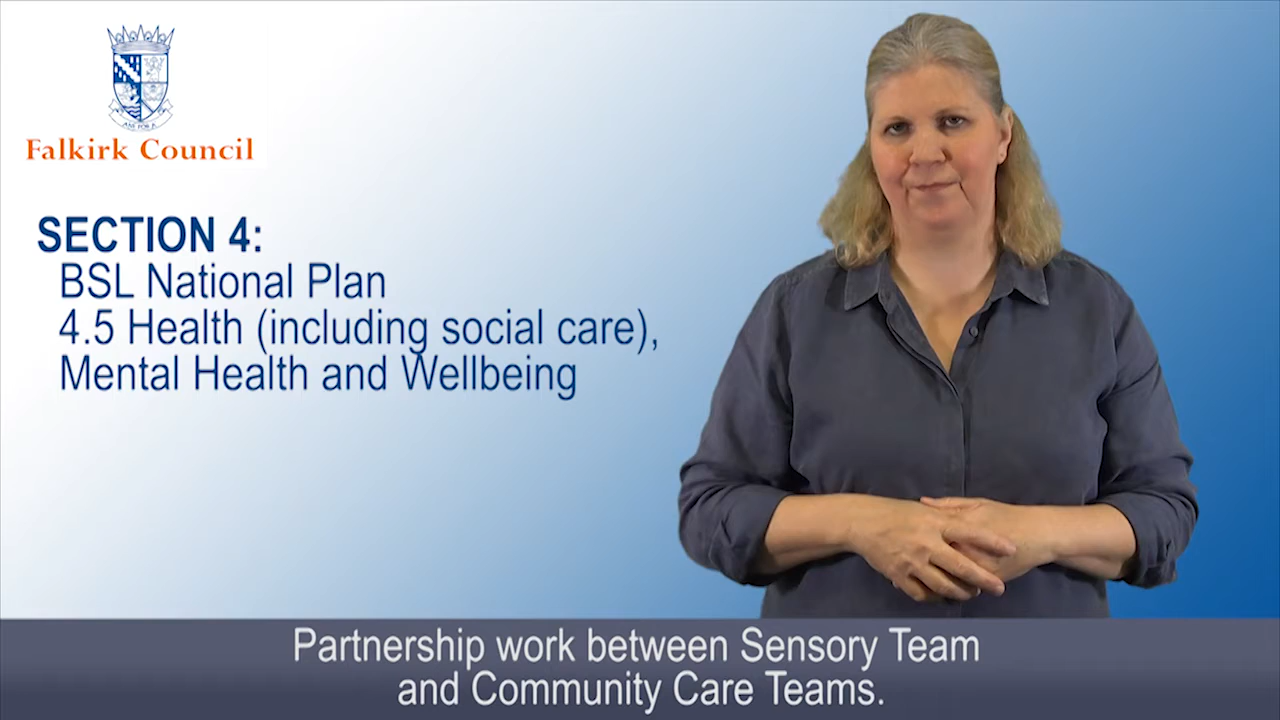 Falkirk Council
SECTION 4:
BSL National Plan
4.5 Health (including social care),
Mental Health and Wellbeing
Partnership work between Sensory Team
and Community Care Teams.